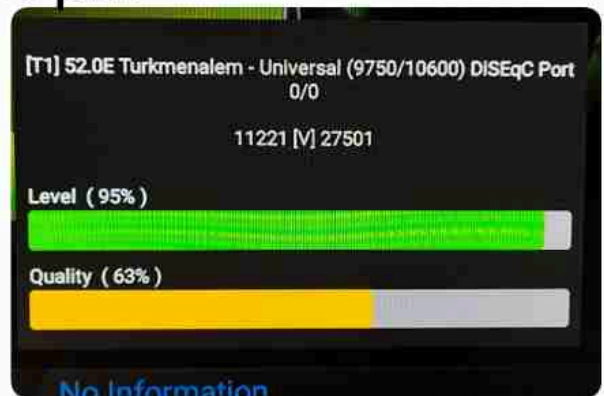 [T1] 52.0E Turkmenalem - Universal (9750/10600) DiSEqC Port
0/0
11221 [V] 27501
Level ( 95% )
Quality ( 63% )
No Information